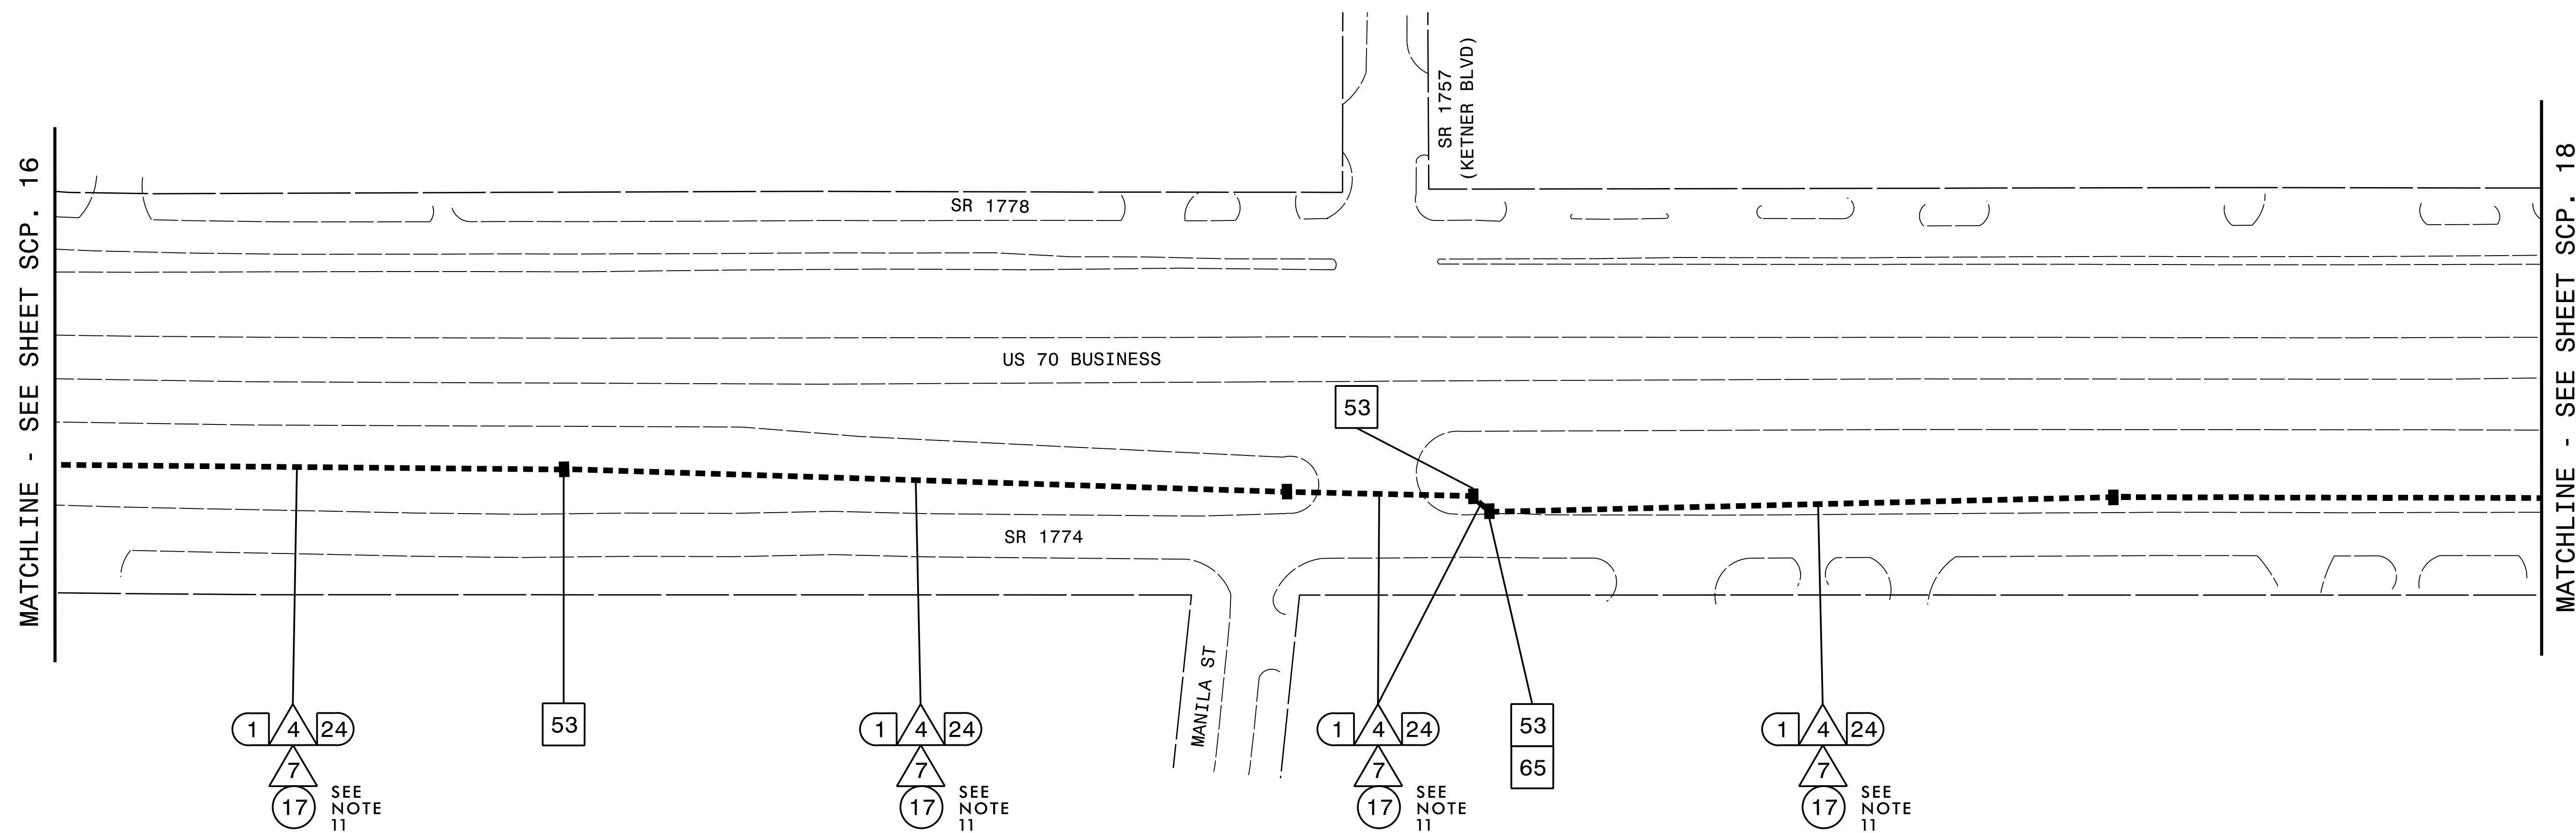 SR 1757
(KETNER BLVD)
MATCHLINE - SEE SHEET SCP. 16
MATCHLINE - SEE SHEET SCP. 18
SR 1778
US 70 BUSINESS
53
SR 1774
MANILA ST
1 4 24
7
17
SEE
NOTE
11
53
1 4 24
7
17
SEE
NOTE
11
1 4 24
7
17
SEE
NOTE
11
53
65
1 4 24
7
17
SEE
NOTE
11